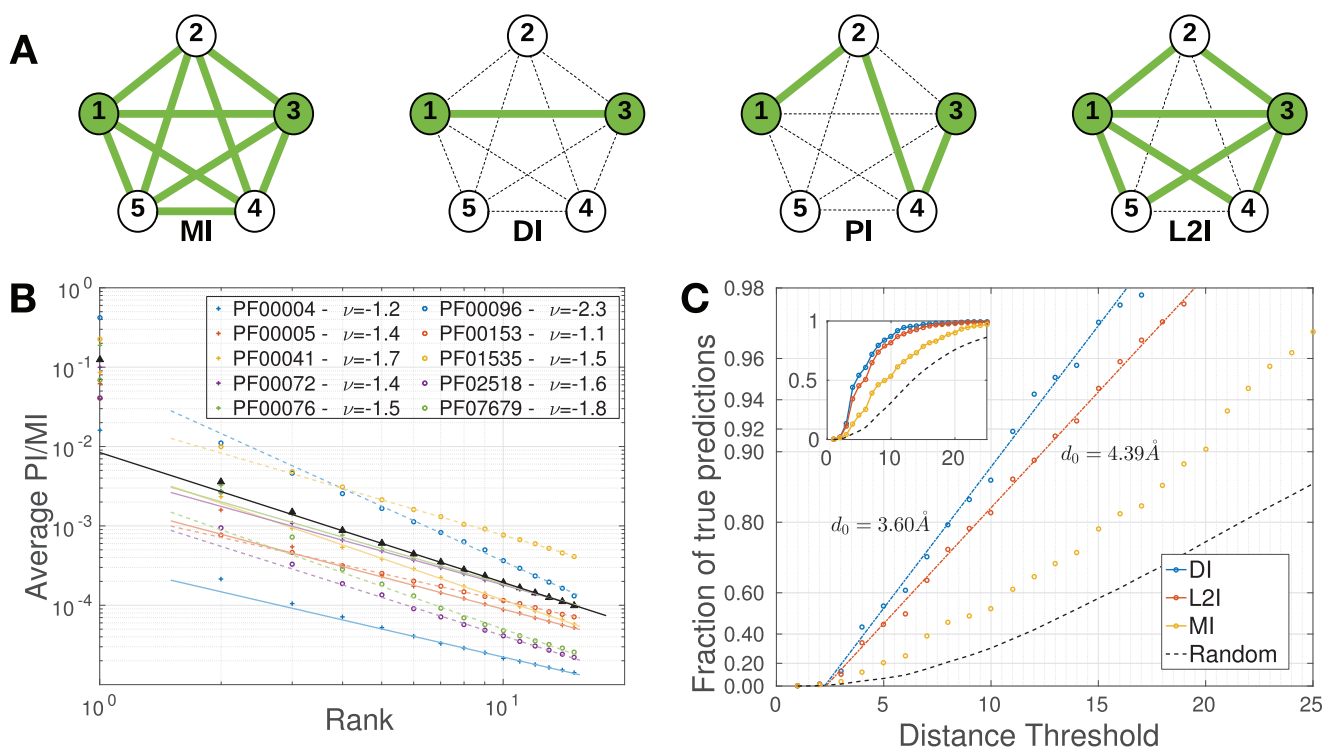 A
2
1
3
5
4
MI
2
1
3
5
4
DI
2
1
3
5
4
PI
2
1
3
5
4
L2I
B
Average PI/MI
10^0
10^-1
10^-2
10^-3
10^-4
10^0
10^1
Rank
PF00004 - ν=-1.2
PF00005 - ν=-1.4
PF00041 - ν=-1.7
PF00072 - ν=-1.4
PF00076 - ν=-1.5
PF00096 - ν=-2.3
PF00153 - ν=-1.1
PF01535 - ν=-1.5
PF02518 - ν=-1.6
PF07679 - ν=-1.8
C
Fraction of true predictions
0.98
0.96
0.94
0.92
0.90
0.80
0.60
0.40
0.20
0.00
0
5
10
15
20
25
Distance Threshold
1
0.5
0
0
10
20
d₀ = 4.39Å
d₀ = 3.60Å
DI
L2I
MI
Random